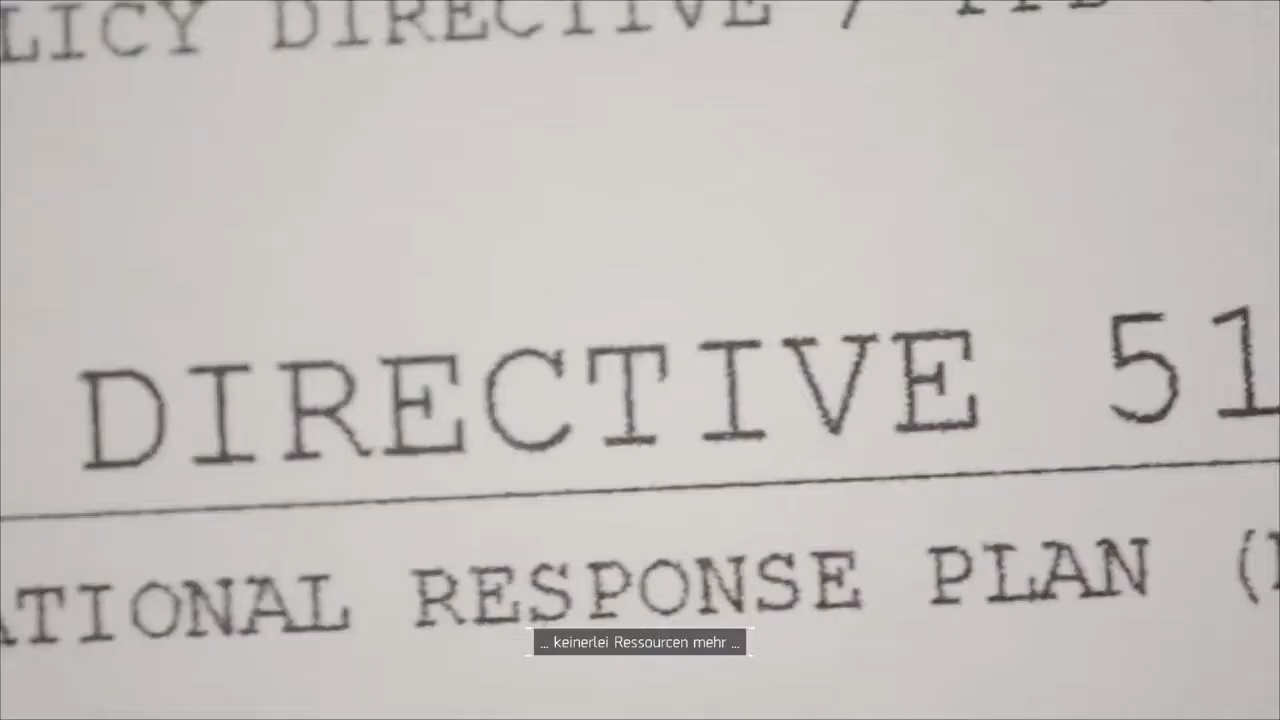 LICY DIRECTIVE /
DIRECTIVE 51
ATIONAL RESPONSE PLAN (
... keinerlei Ressourcen mehr ...